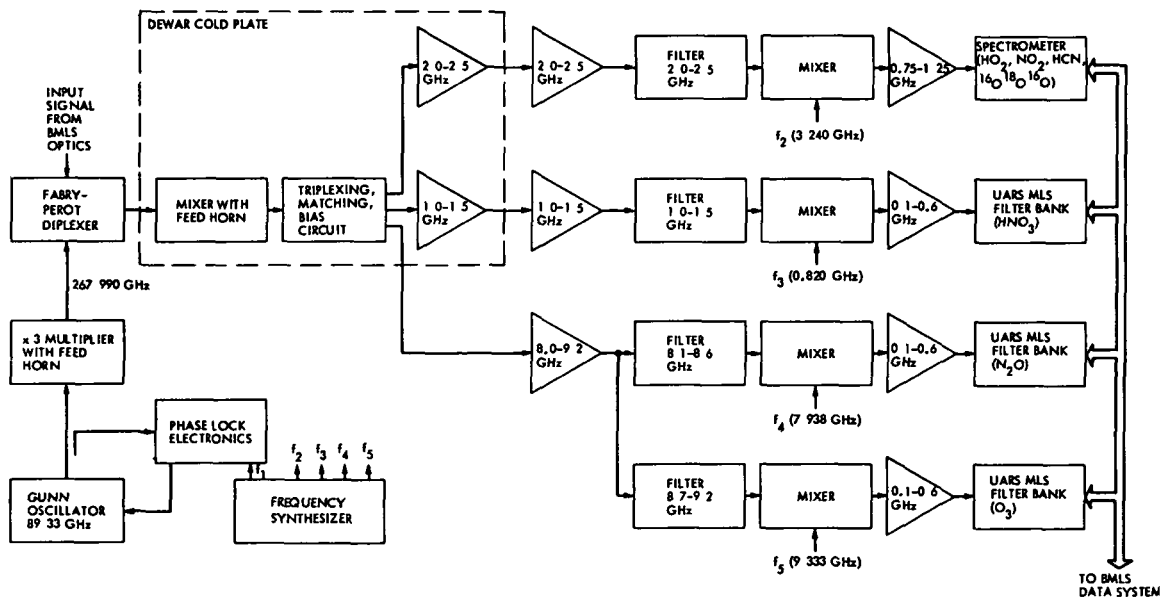 DEWAR COLD PLATE
INPUT
SIGNAL
FROM
BMLS
OPTICS
FABRY-
PEROT
DIPLEXER
MIXER WITH
FEED HORN
TRIPLEXING,
MATCHING,
BIAS
CIRCUIT
2 0-2 5
GHz
2 0-2 5
GHz
FILTER
2 0-2 5
GHz
MIXER
f2 (3 240 GHz)
0.75-1 25
GHz
SPECTROMETER
(HO2, NO2, HCN,
16O 18O 16O)
1 0-1 5
GHz
1 0-1 5
GHz
FILTER
1 0-1 5
GHz
MIXER
f3 (0.820 GHz)
0 1-0.6
GHz
UARS MLS
FILTER BANK
(HNO3)
267 990 GHz
x 3 MULTIPLIER
WITH FEED
HORN
8.0-9 2
GHz
FILTER
8 1-8 6
GHz
MIXER
f4 (7 938 GHz)
0 1-0.6
GHz
UARS MLS
FILTER BANK
(N2O)
PHASE LOCK
ELECTRONICS
f1
f2
f3
f4
f5
GUNN
OSCILLATOR
89 33 GHz
FREQUENCY
SYNTHESIZER
FILTER
8 7-9 2
GHz
MIXER
f5 (9 333 GHz)
0.1-0 6
GHz
UARS MLS
FILTER BANK
(O3)
TO BMLS
DATA SYSTEM